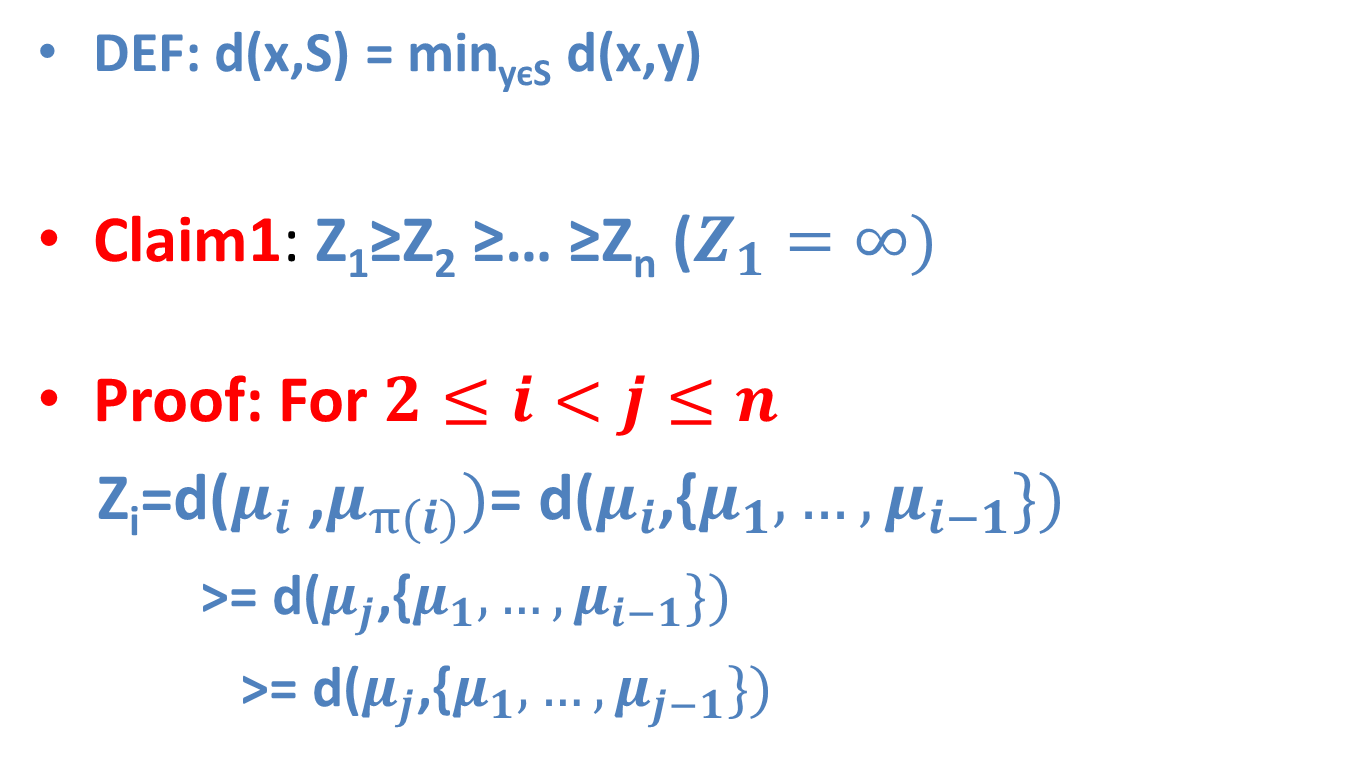 • DEF: d(x,S) = min_{yϵS} d(x,y)
• Claim1: Z_1≥Z_2 ≥… ≥Z_n (Z_1 = ∞)
• Proof: For 2 ≤ i < j ≤ n
Z_i=d(μ_i ,μ_{π(i)})= d(μ_i,{μ_1, … , μ_{i−1}})
>= d(μ_j,{μ_1, … , μ_{i−1}})
>= d(μ_j,{μ_1, … , μ_{j−1}})